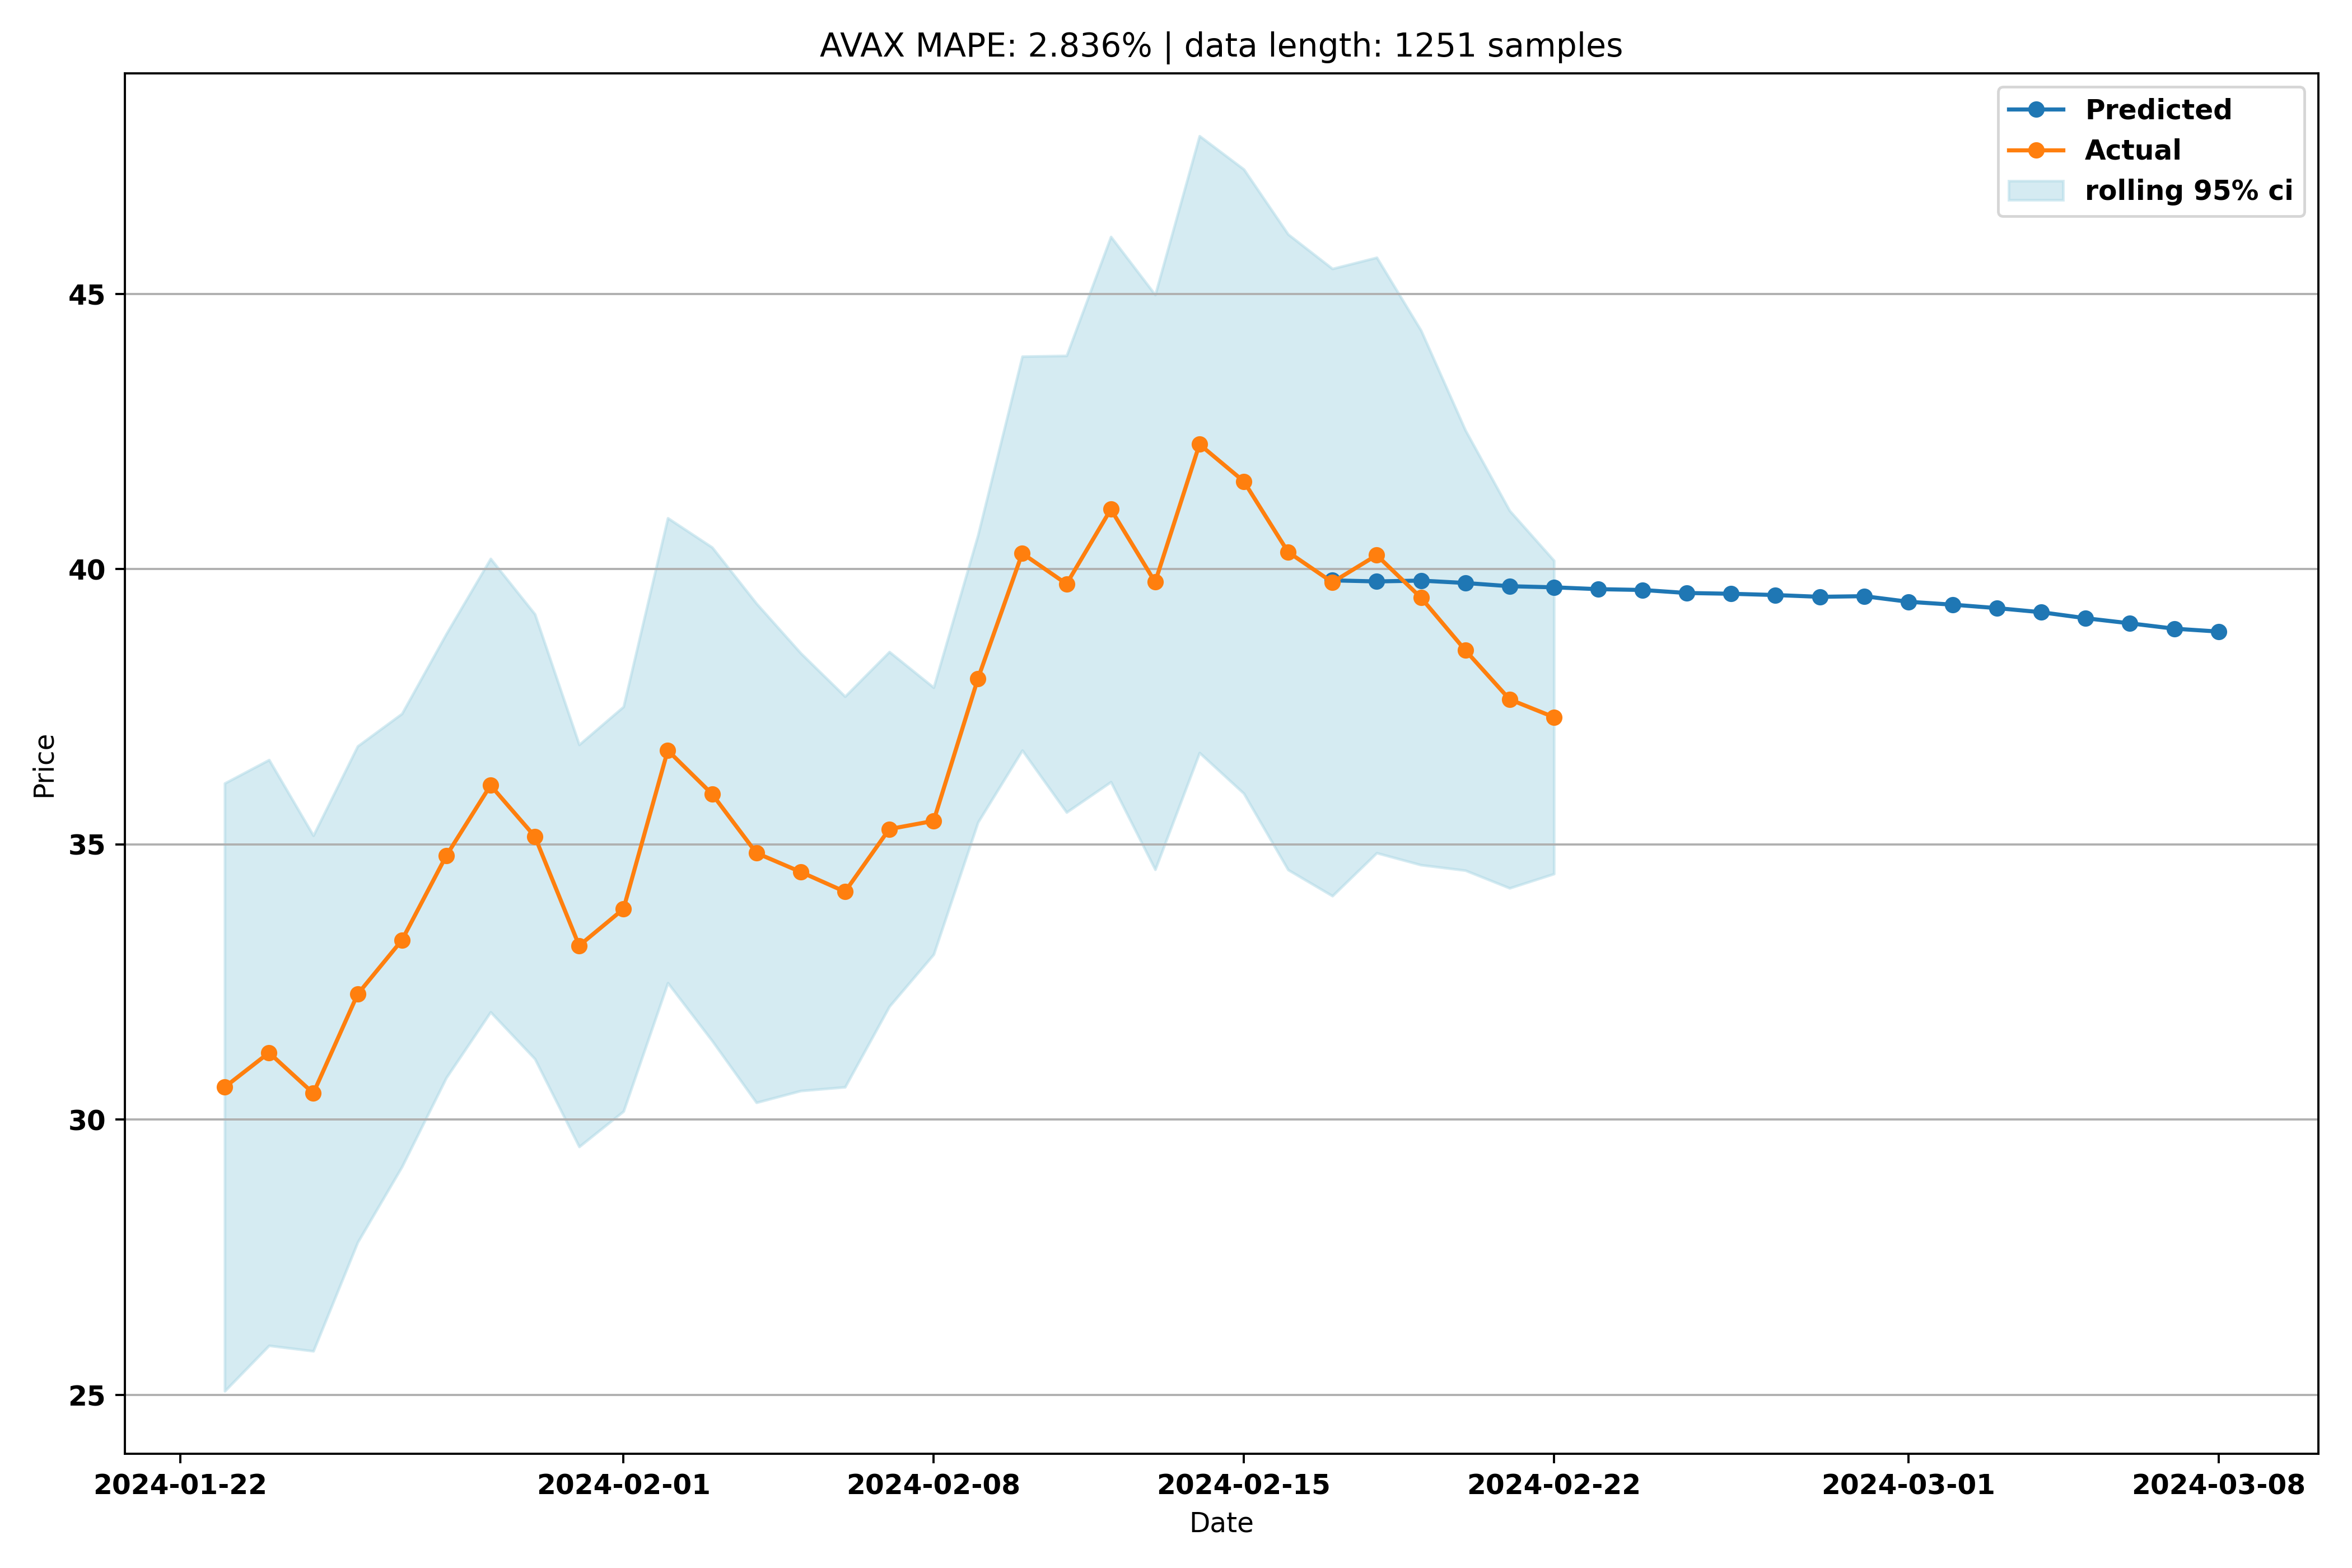 AVAX MAPE: 2.836% | data length: 1251 samples
Predicted
Actual
rolling 95% ci
45
40
35
30
25
Price
2024-01-22
2024-02-01
2024-02-08
2024-02-15
2024-02-22
2024-03-01
2024-03-08
Date